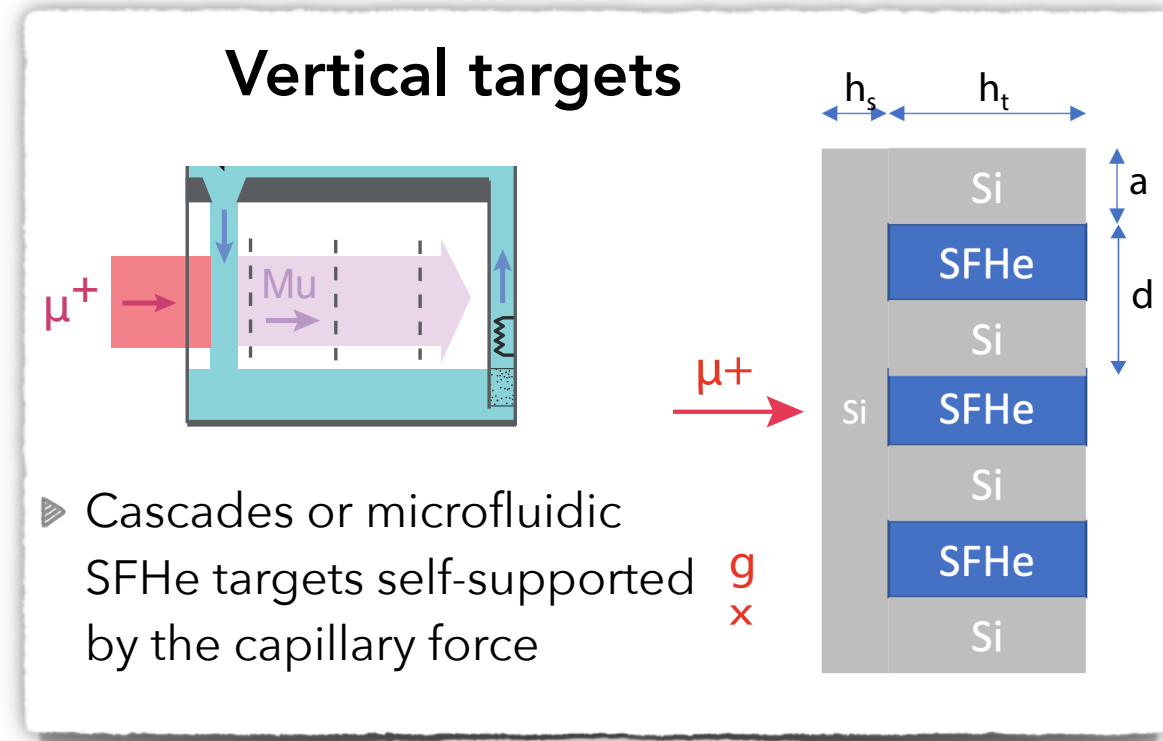 Vertical targets
μ+
Mu
Cascades or microfluidic
SFHe targets self-supported
by the capillary force
g
x
hₛ
hₜ
Si
a
SFHe
d
Si
μ+
Si
SFHe
Si
SFHe
Si